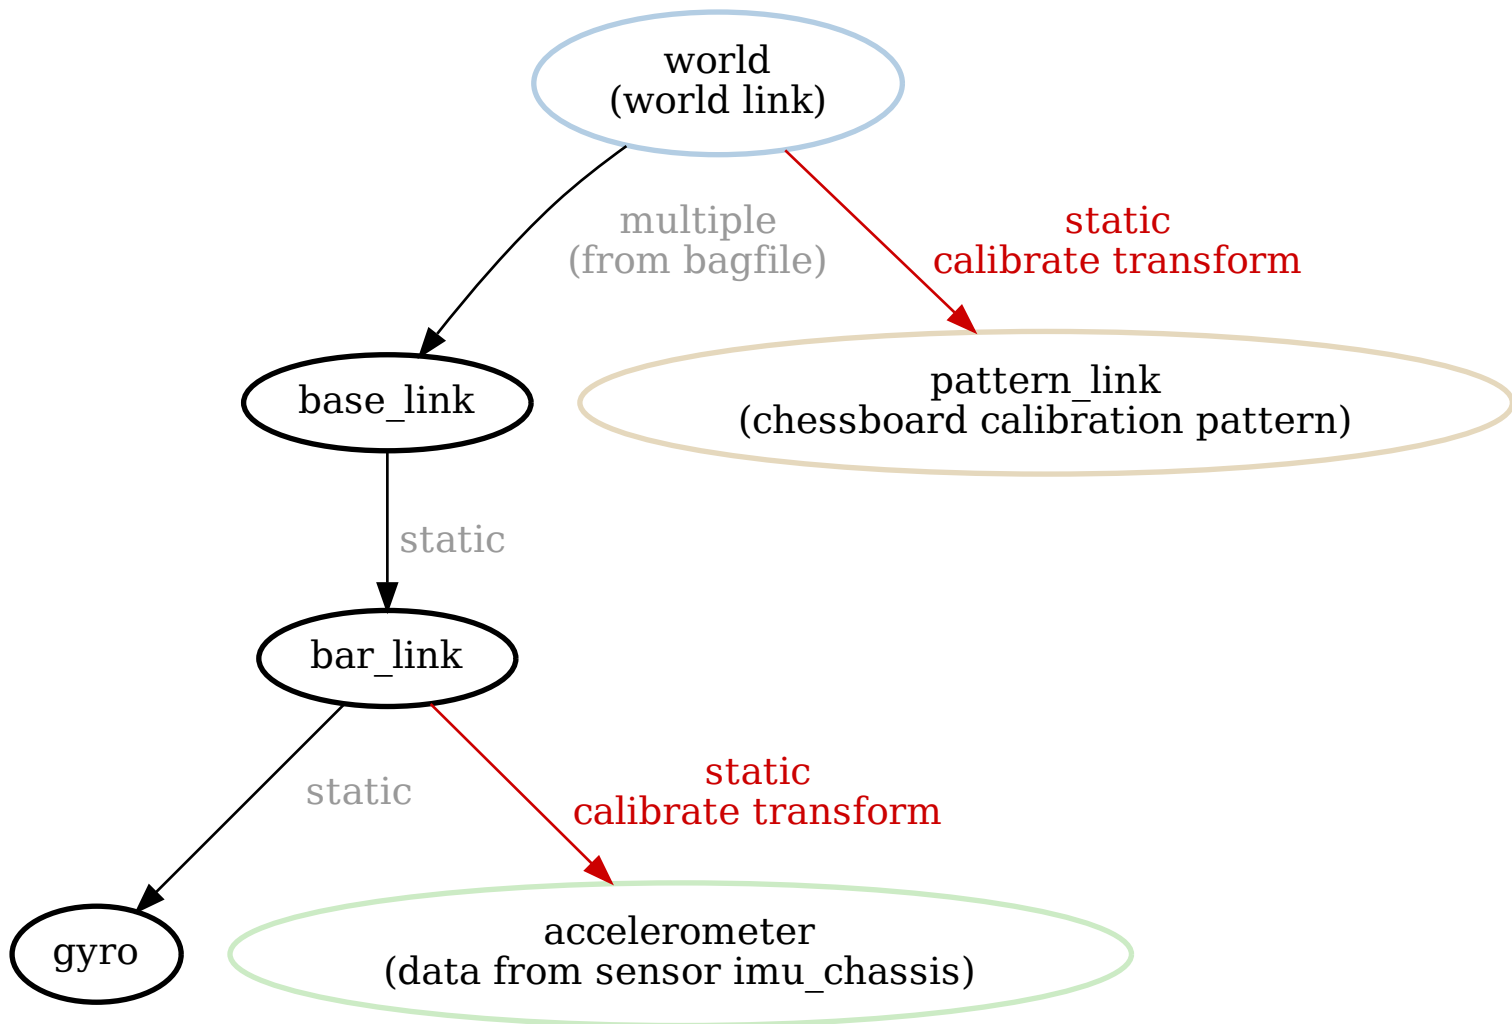 world
(world link)
multiple
(from bagfile)
static
calibrate transform
base_link
pattern_link
(chessboard calibration pattern)
static
bar_link
static
static
calibrate transform
gyro
accelerometer
(data from sensor imu_chassis)